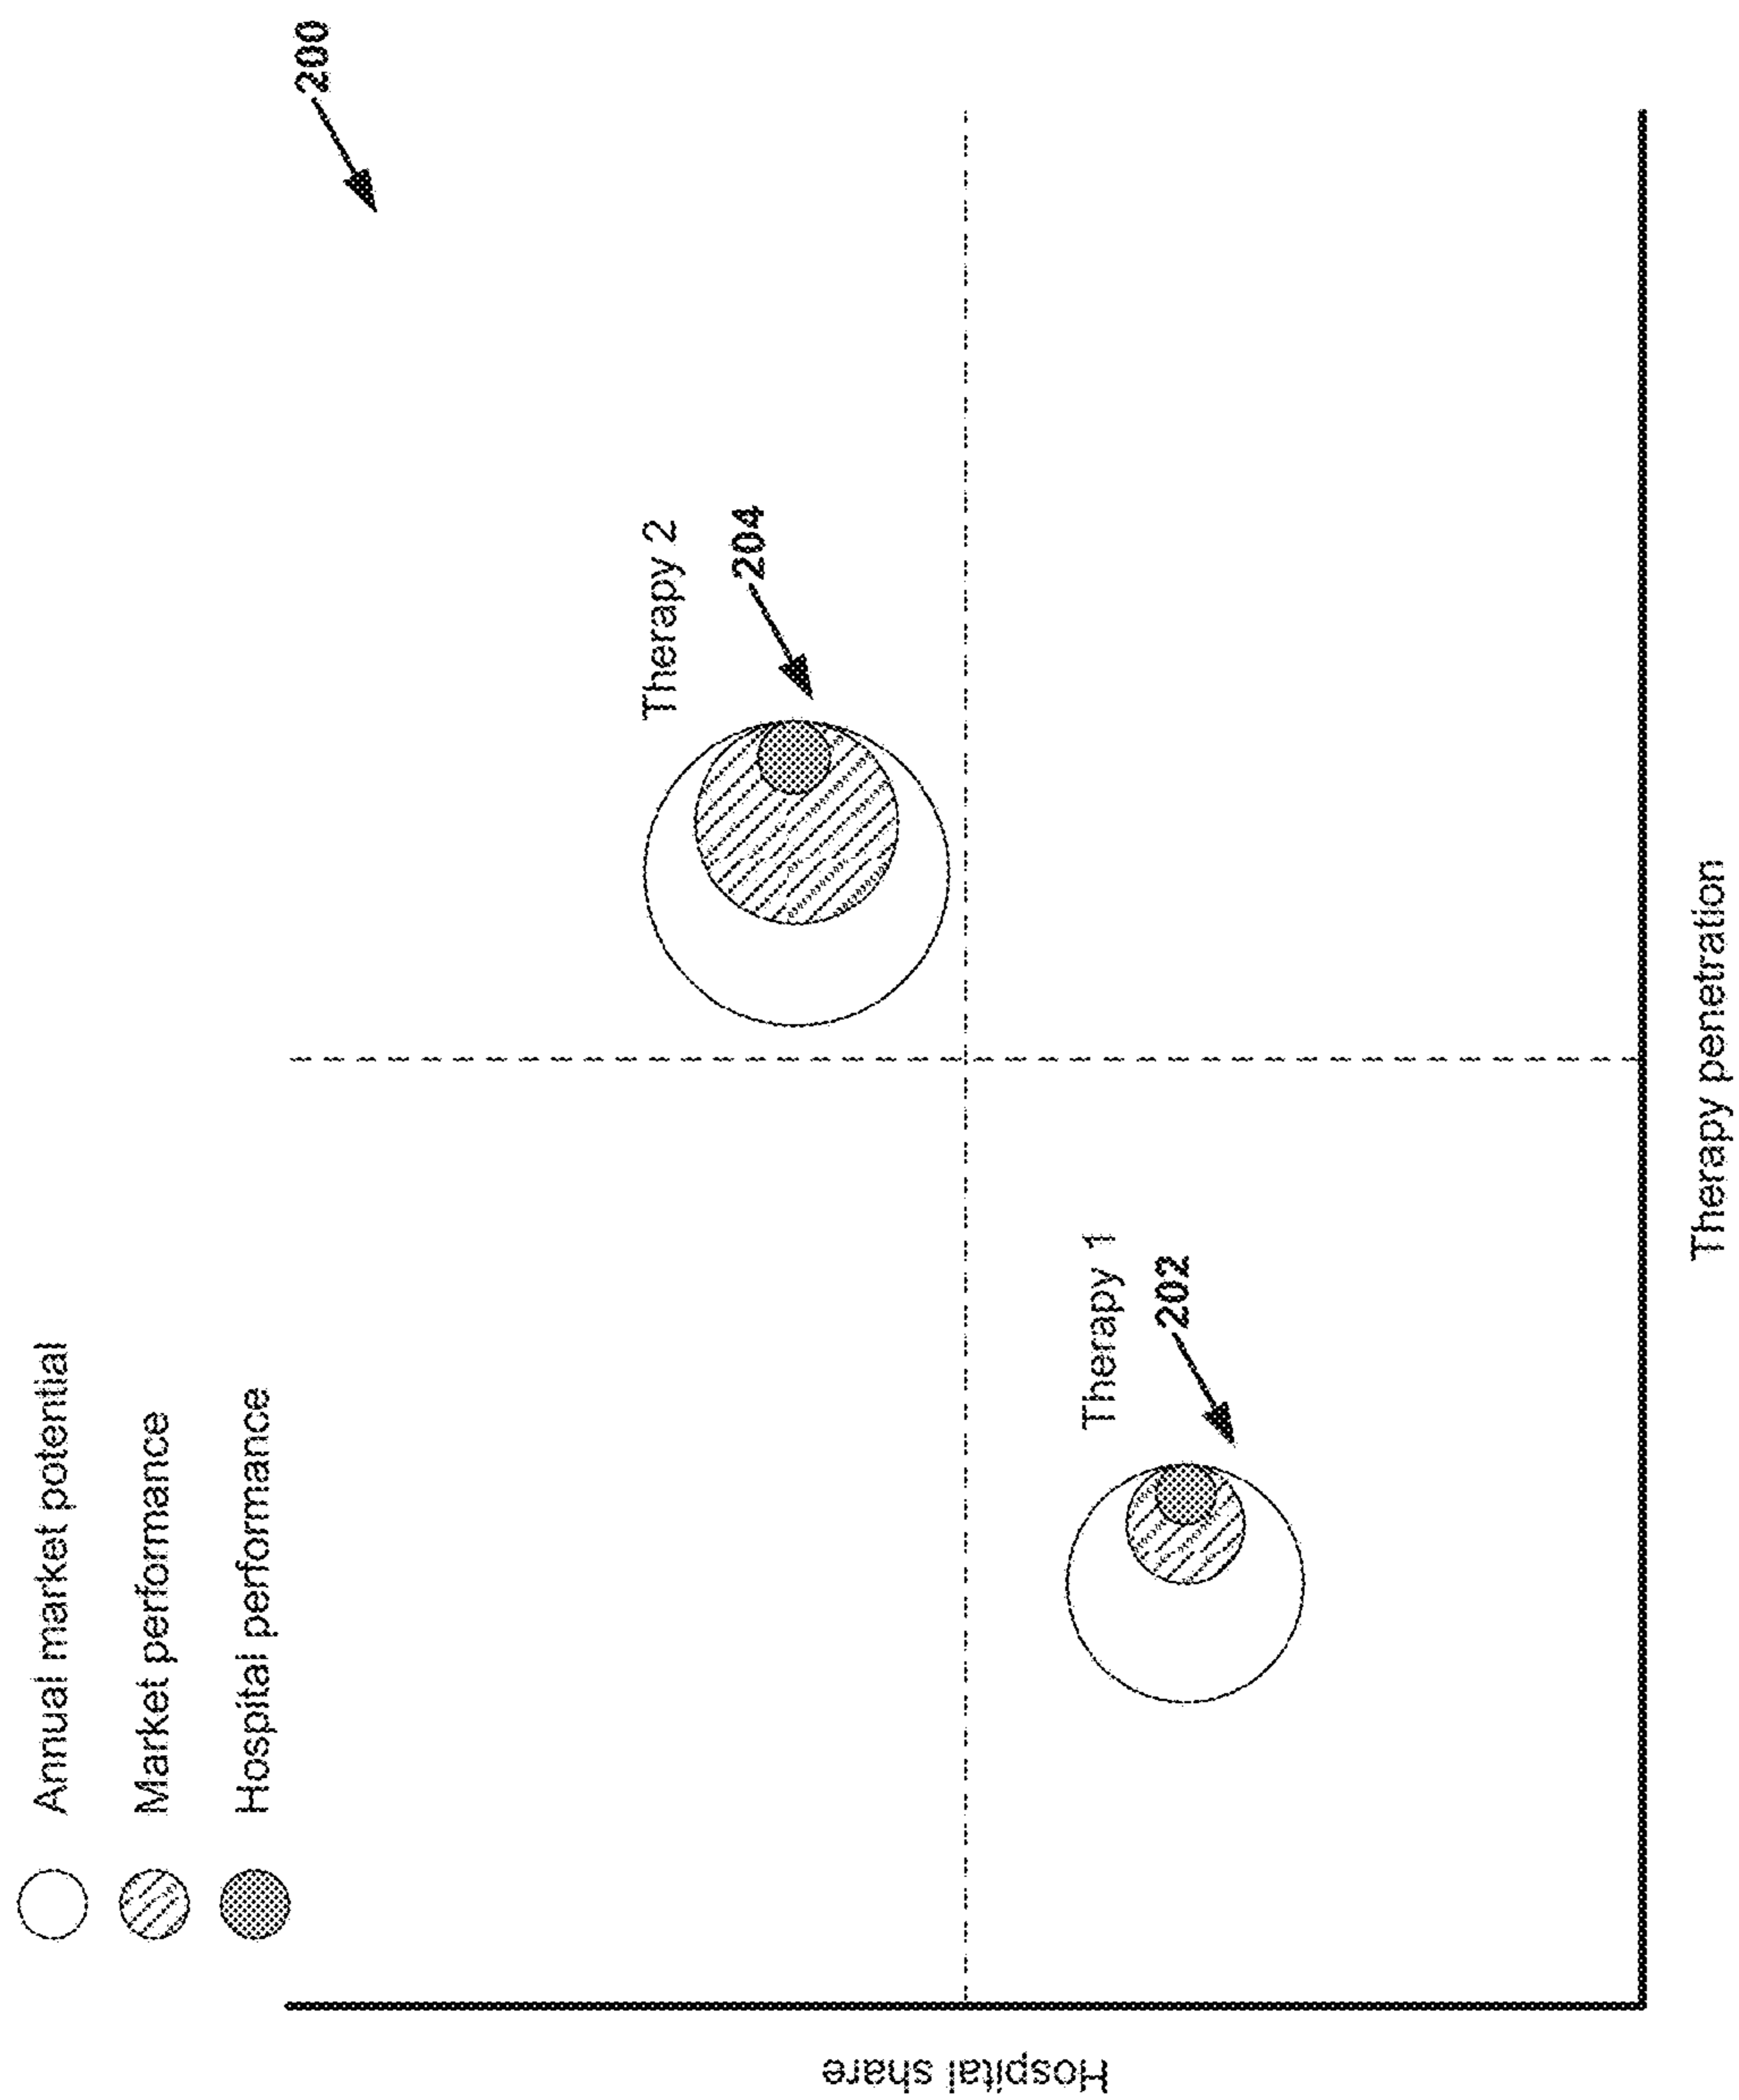 Annual market potential
Market performance
Hospital performance
200
Therapy 2
204
Therapy 1
202
Hospital share
Therapy penetration